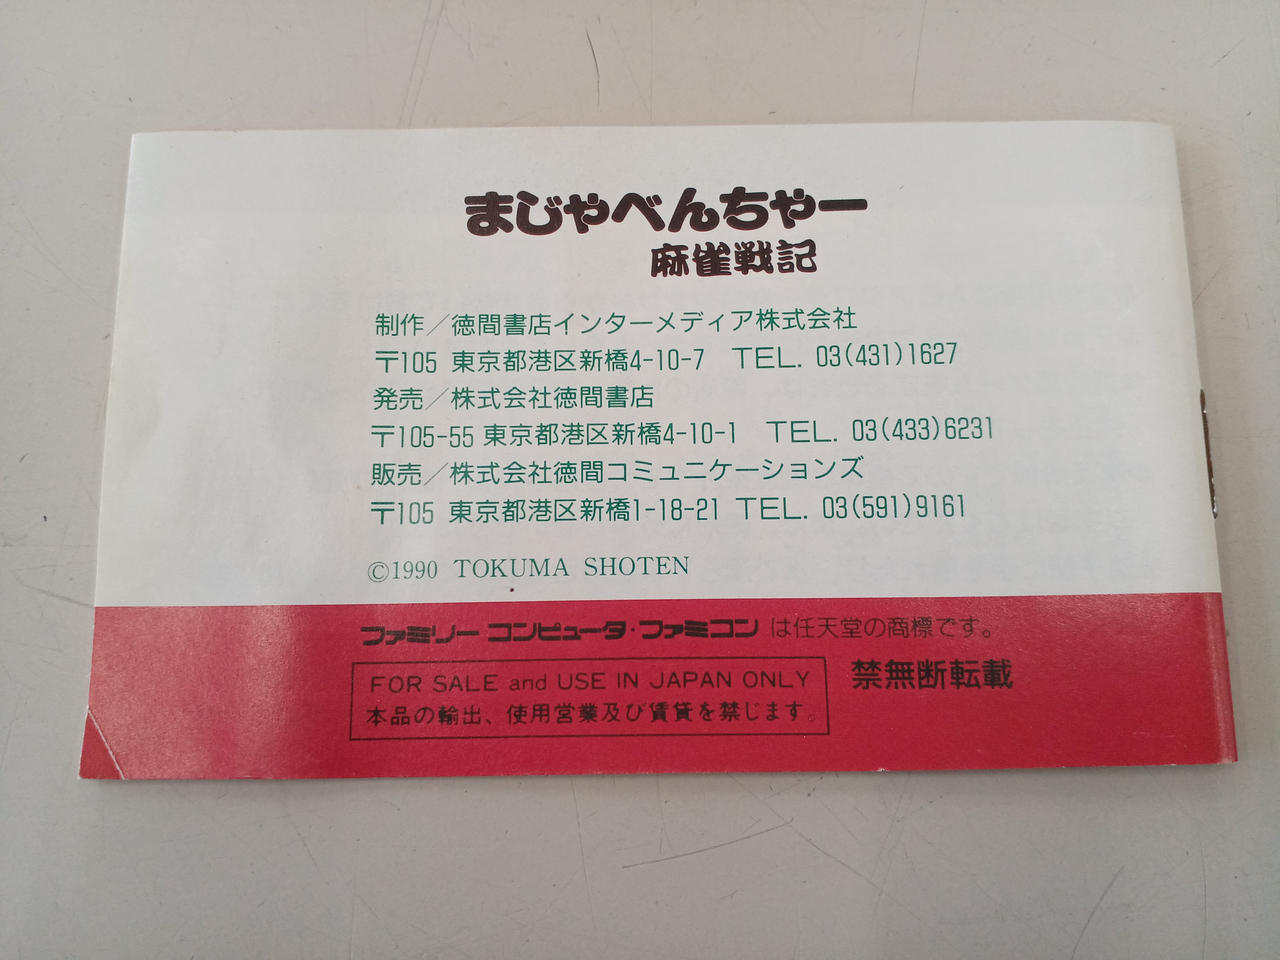 まじゃべんちゃー
麻雀戦記
制作／徳間書店インターメディア株式会社
〒105 東京都港区新橋4-10-7 TEL. 03(431)1627
発売／株式会社徳間書店
〒105-55 東京都港区新橋4-10-1 TEL. 03(433)6231
販売／株式会社徳間コミュニケーションズ
〒105 東京都港区新橋1-18-21 TEL. 03(591)9161
©1990 TOKUMA SHOTEN
ファミリーコンピュータ・ファミコンは任天堂の商標です。
FOR SALE and USE IN JAPAN ONLY
本品の輸出、使用営業及び賃貸を禁じます。
禁無断転載